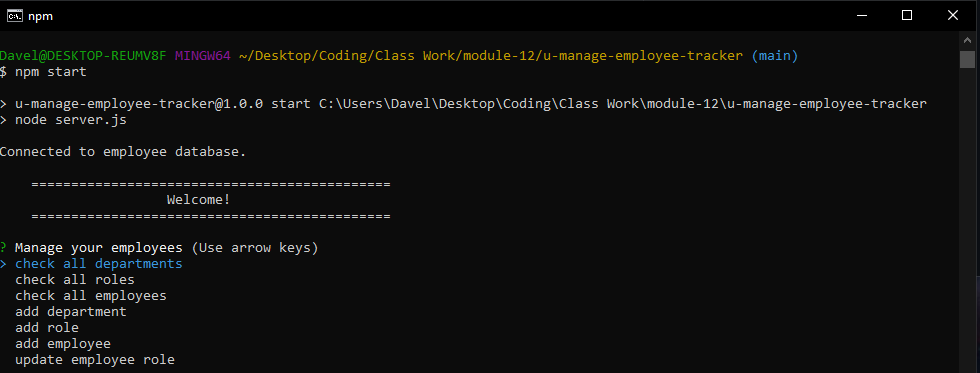 npm
Davel@DESKTOP-REUMV8F MINGW64 ~/Desktop/Coding/Class Work/module-12/u-manage-employee-tracker (main)
$ npm start
> u-manage-employee-tracker@1.0.0 start C:\Users\Davel\Desktop\Coding\Class Work\module-12\u-manage-employee-tracker
> node server.js
Connected to employee database.
=============================================
Welcome!
=============================================
? Manage your employees (Use arrow keys)
> check all departments
check all roles
check all employees
add department
add role
add employee
update employee role